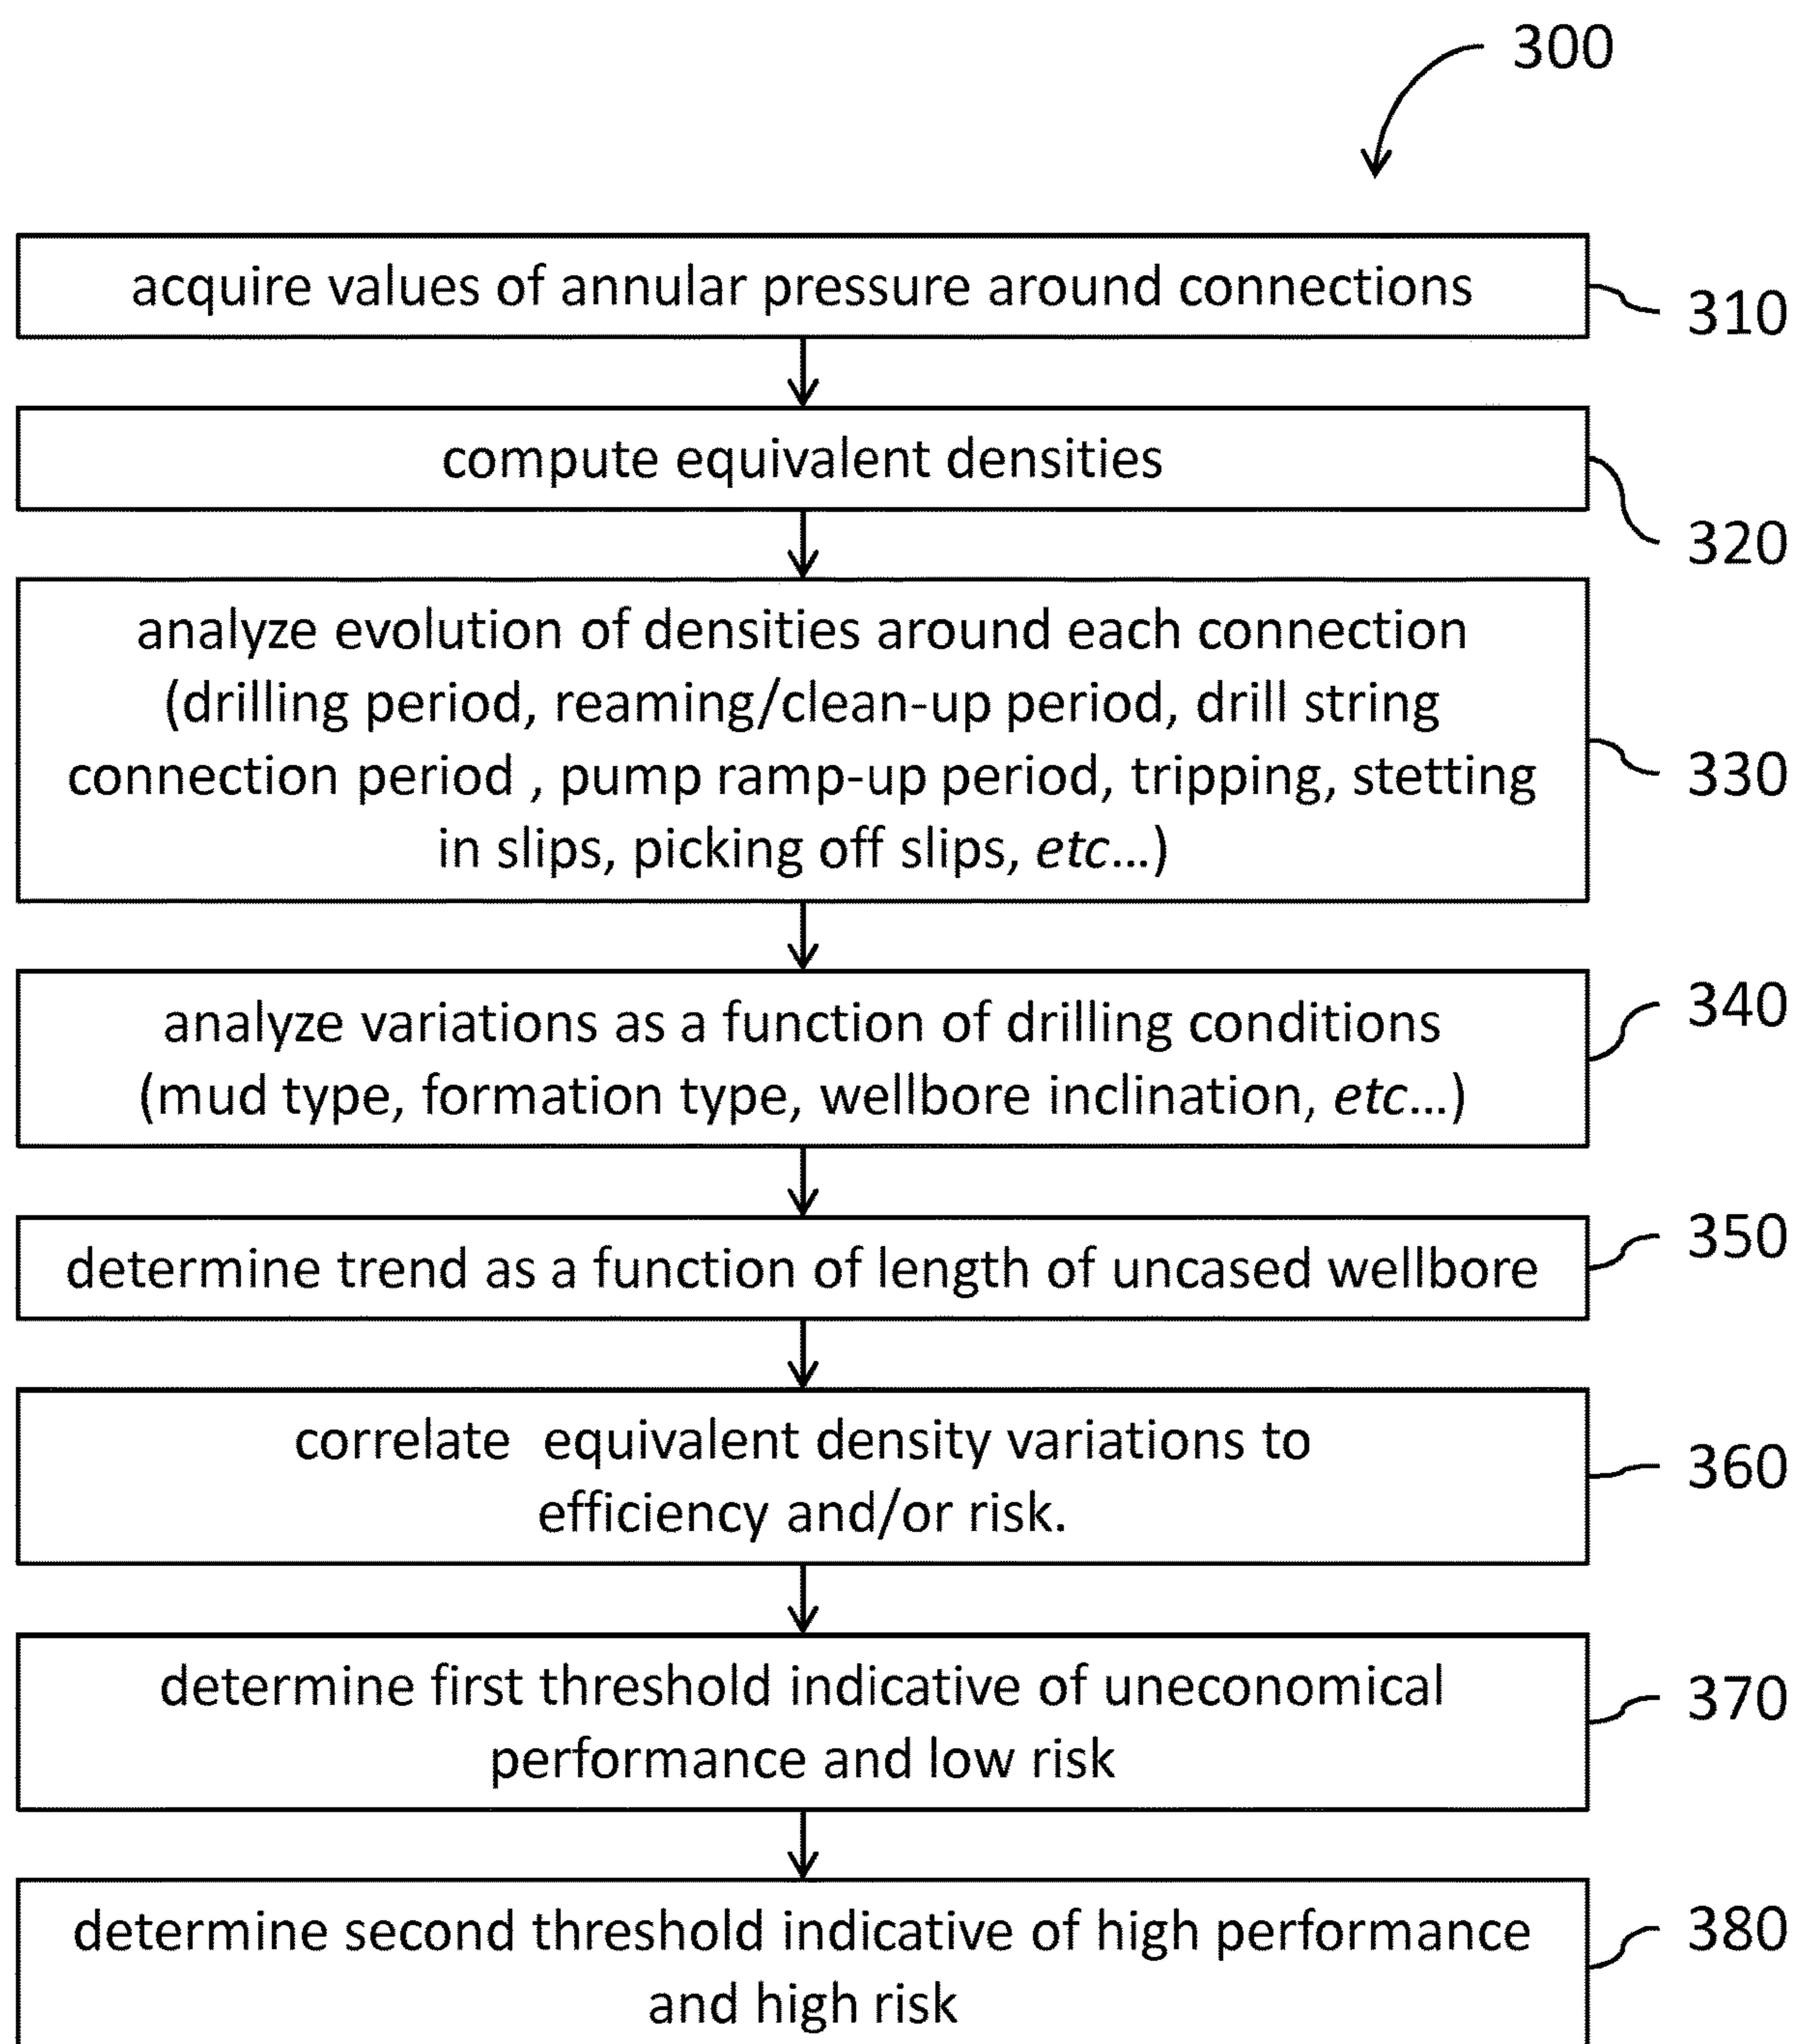 300
acquire values of annular pressure around connections
310
compute equivalent densities
320
analyze evolution of densities around each connection
(drilling period, reaming/clean-up period, drill string
connection period , pump ramp-up period, tripping, stetting
in slips, picking off slips, etc...)
330
analyze variations as a function of drilling conditions
(mud type, formation type, wellbore inclination, etc...)
340
determine trend as a function of length of uncased wellbore
350
correlate  equivalent density variations to
efficiency and/or risk.
360
determine first threshold indicative of uneconomical
performance and low risk
370
determine second threshold indicative of high performance
and high risk
380